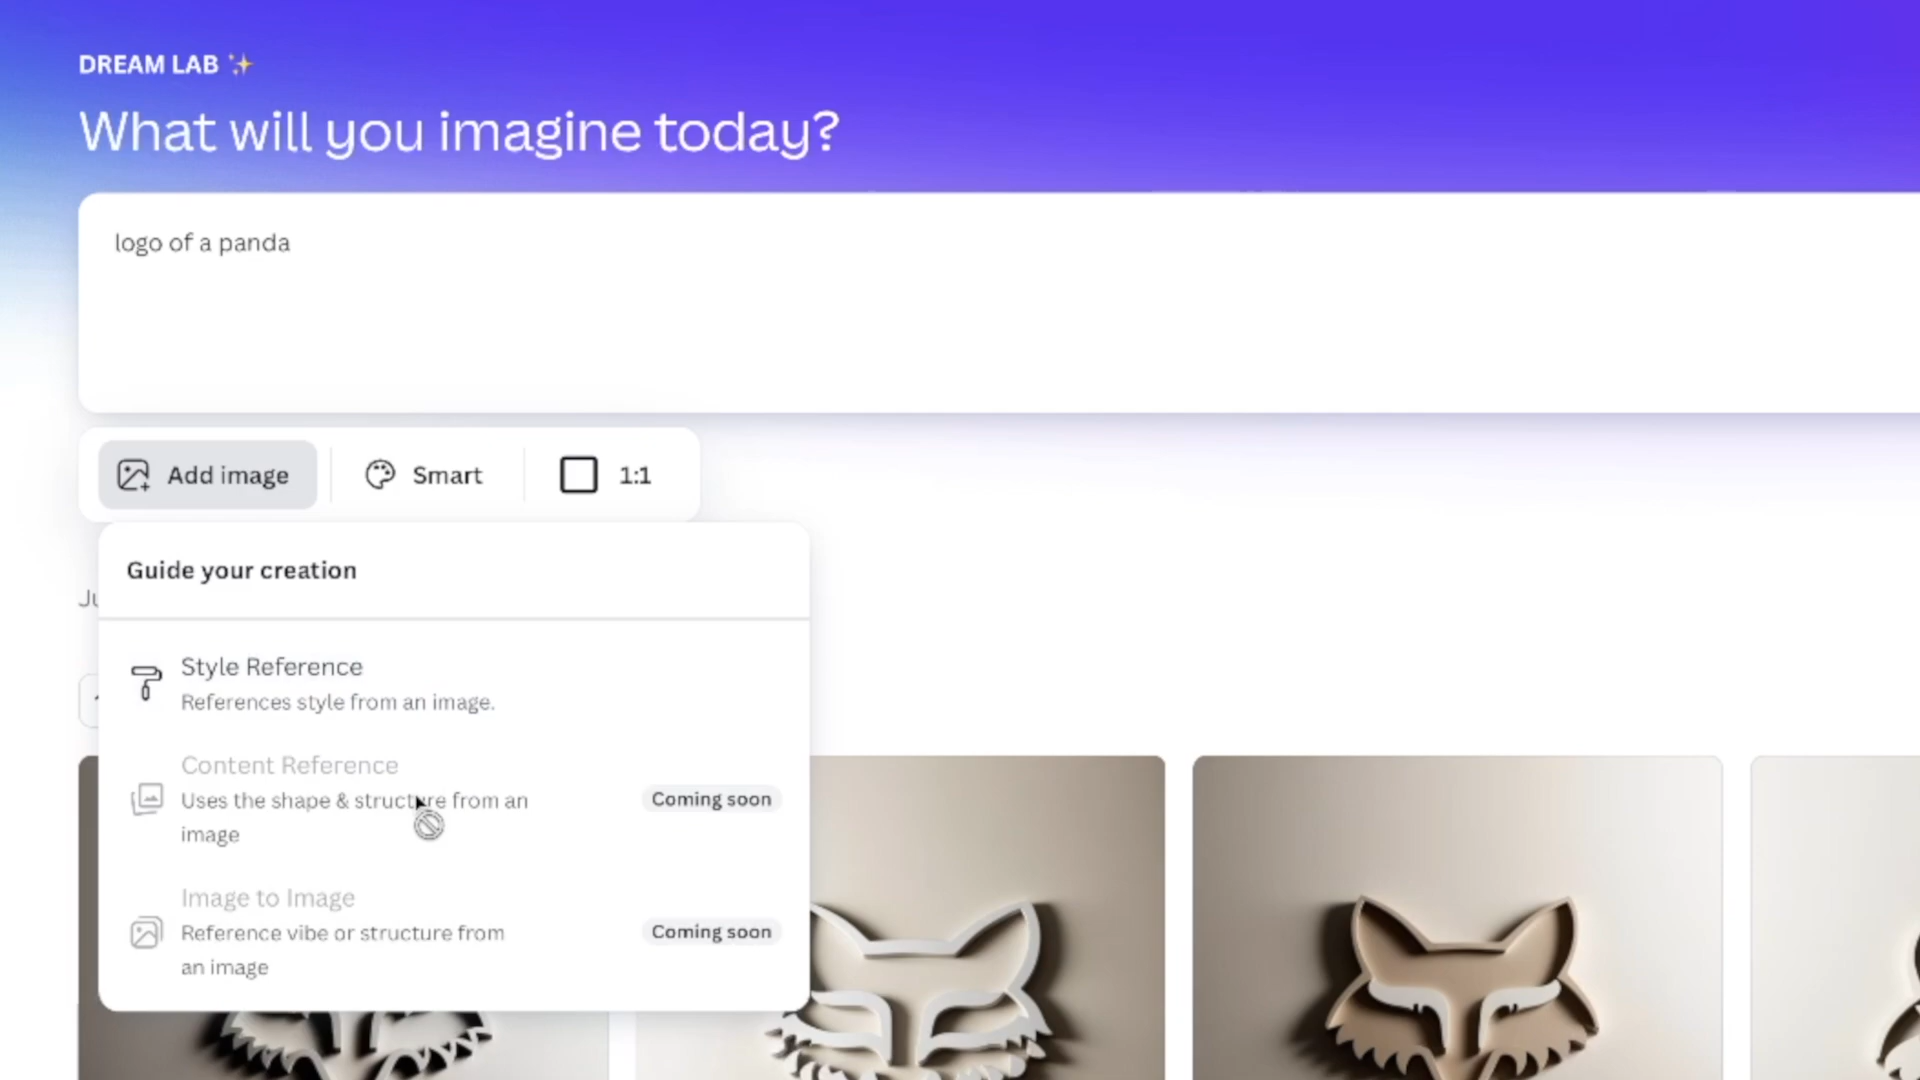 DREAM LAB
What will you imagine today?
logo of a panda
Add image
Smart
1:1
Guide your creation
Style Reference
References style from an image.
Content Reference
Uses the shape & structure from an
image
Coming soon
Image to Image
Reference vibe or structure from
an image
Coming soon